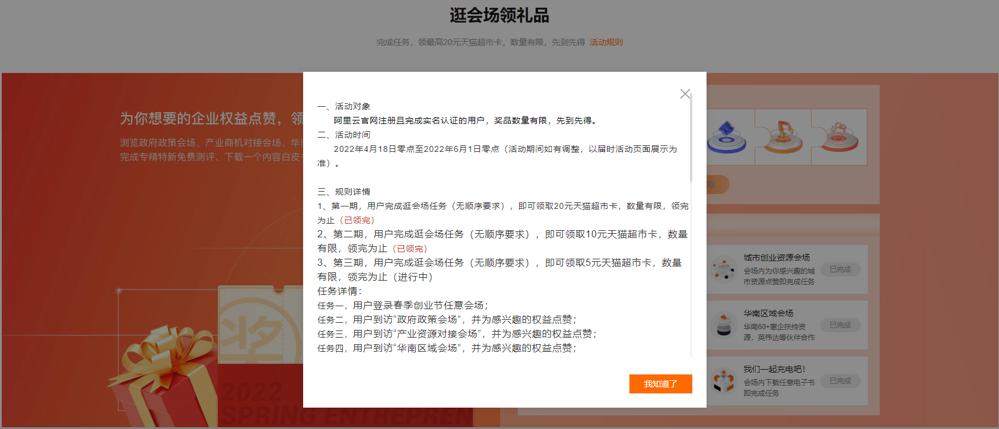 逛会场领礼品
完成任务，领最高20元天猫超市卡，数量有限，先到先得 活动规则
为你想要的企业权益点赞，领
浏览政府政策会场、产业商机对接会场、华
完成专精特新免费测评、下载一个内容白皮
一、活动对象
阿里云官网注册且完成实名认证的用户，奖品数量有限，先到先得。
二、活动时间
2022年4月18日零点至2022年6月1日零点（活动期间如有调整，以届时活动页面展示为
准）。
三、规则详情
1、第一期，用户完成逛会场任务（无顺序要求），即可领取20元天猫超市卡，数量有限，领完
为止（已领完）
2、第二期，用户完成逛会场任务（无顺序要求），即可领取10元天猫超市卡，数量
有限，领完为止（已领完）
3、第三期，用户完成逛会场任务（无顺序要求），即可领取5元天猫超市卡，数量
有限，领完为止（进行中）
任务详情：
任务一，用户登录春季创业节任意会场；
任务二，用户到访“政府政策会场”，并为感兴趣的权益点赞；
任务三，用户到访“产业资源对接会场”，并为感兴趣的权益点赞；
任务四，用户到访“华南区域会场”，并为感兴趣的权益点赞；
我知道了
城市创业资源会场
会场内为你感兴趣的城
市资源点赞即完成任务
已完成
华南区域会场
华南60+惠企扶持资
源，英伟达等伙伴合作
已完成
我们一起充电吧！
会场内下载任意电子书
即完成任务
已完成
奖
2022
SPRING ENTREPREN